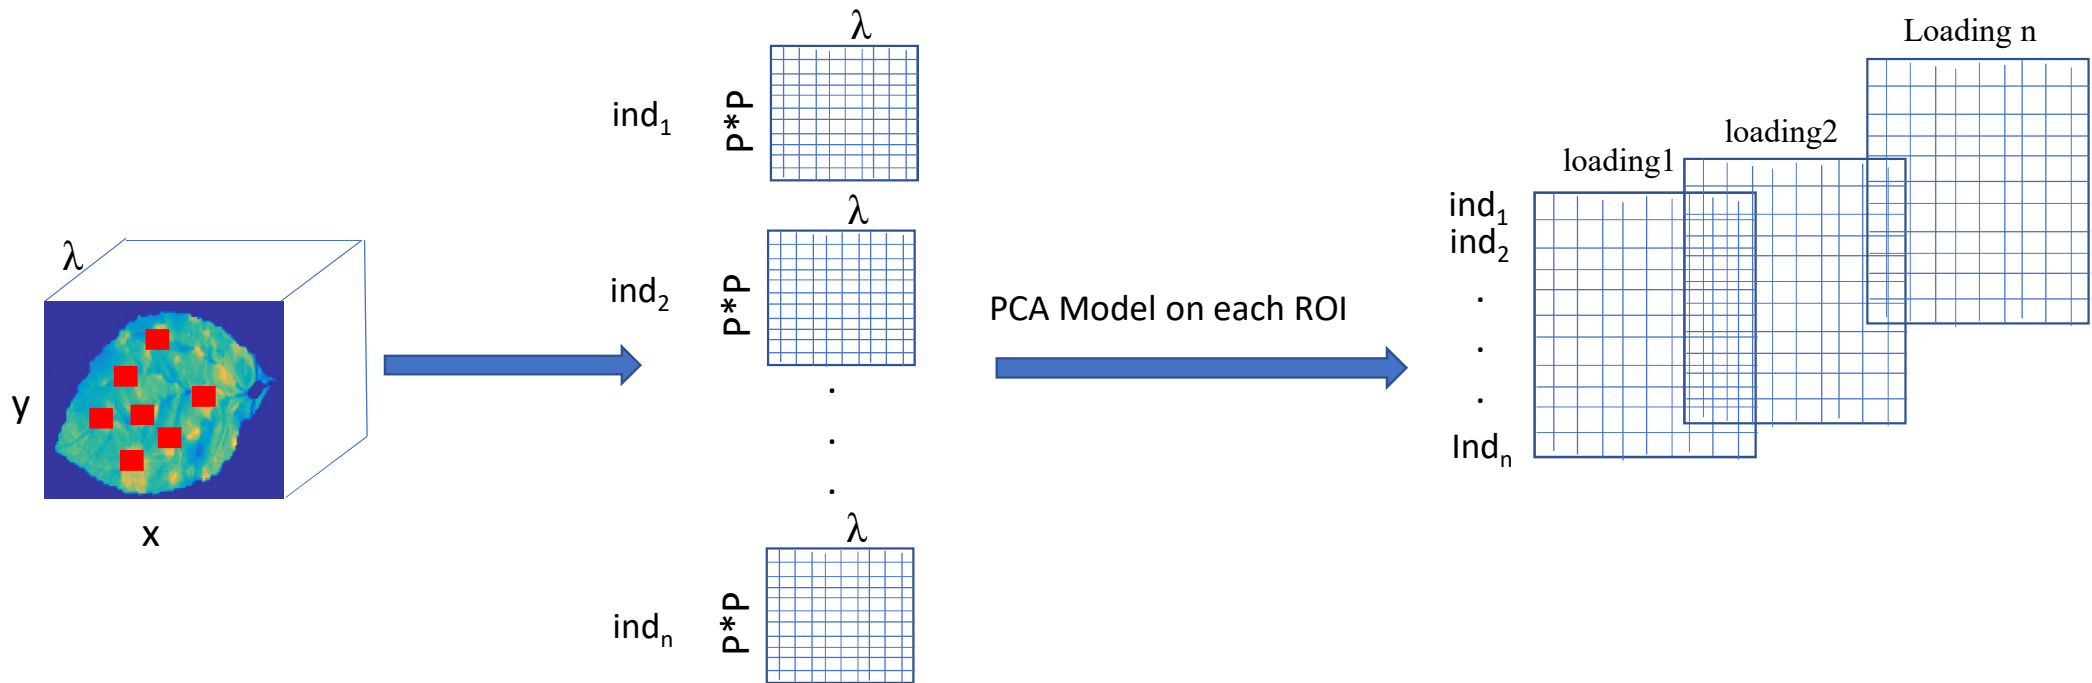 λ
y
x
λ
ind1
P*P
λ
ind2
P*P
.
.
.
λ
indn
P*P
PCA Model on each ROI
Loading n
loading2
loading1
ind1
ind2
.
.
.
Indn